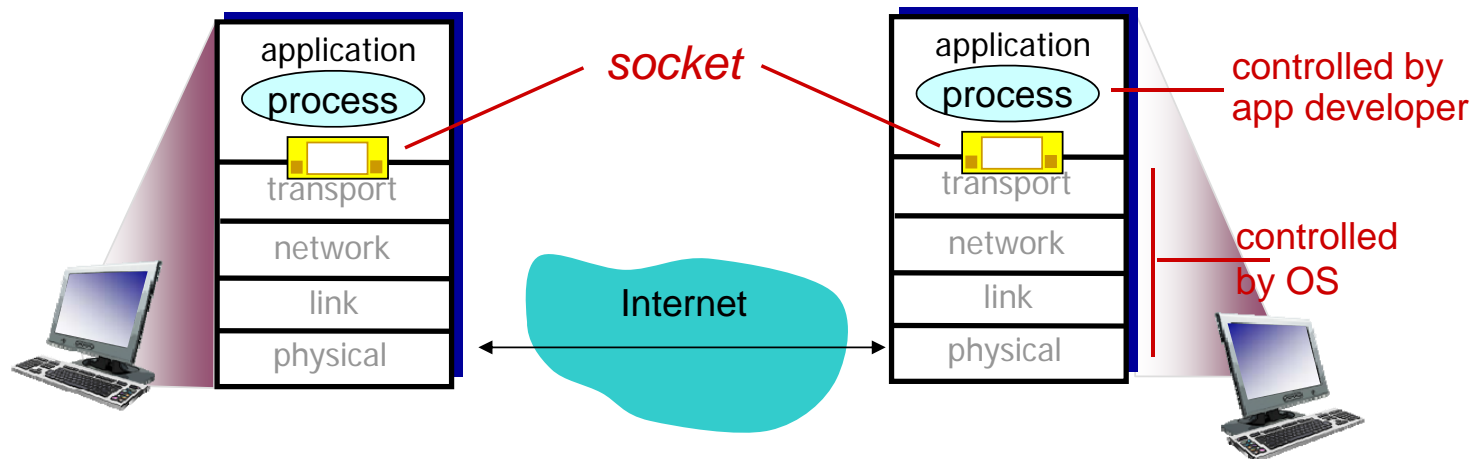 application
process
transport
network
link
physical
socket
Internet
application
process
transport
network
link
physical
controlled by
app developer
controlled
by OS